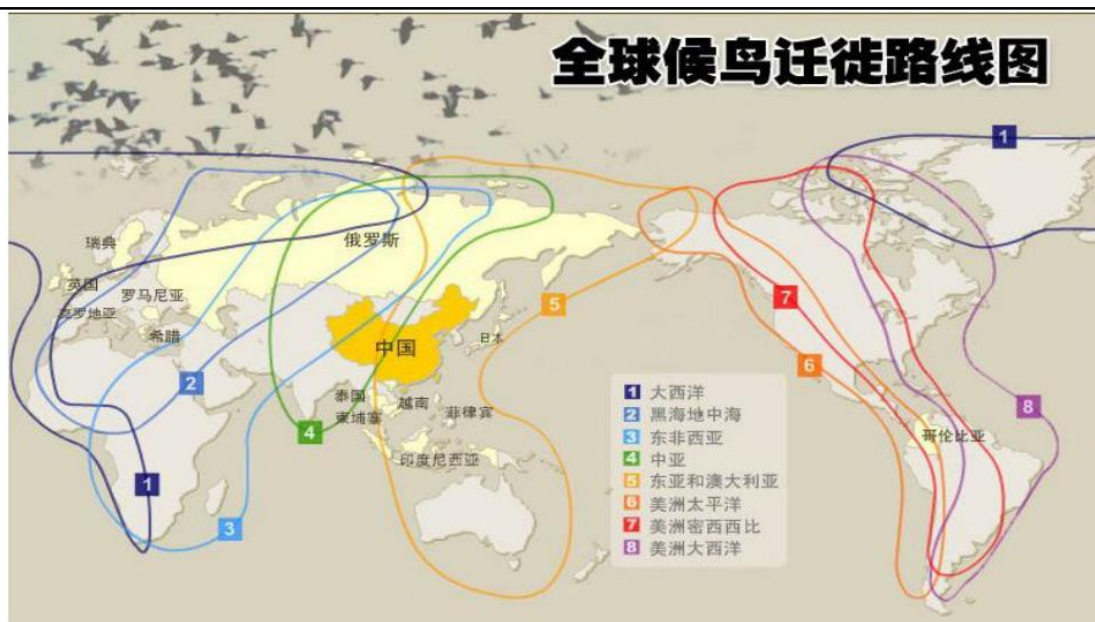 全球候鸟迁徙路线图
1
瑞典
俄罗斯
英国
罗马尼亚
克罗地亚
希腊
中国
日本
5
7
6
2
泰国
越南
菲律宾
柬埔寨
4
印度尼西亚
哥伦比亚
8
1
3
1 大西洋
2 黑海地中海
3 东非西亚
4 中亚
5 东亚和澳大利亚
6 美洲太平洋
7 美洲密西西比
8 美洲大西洋